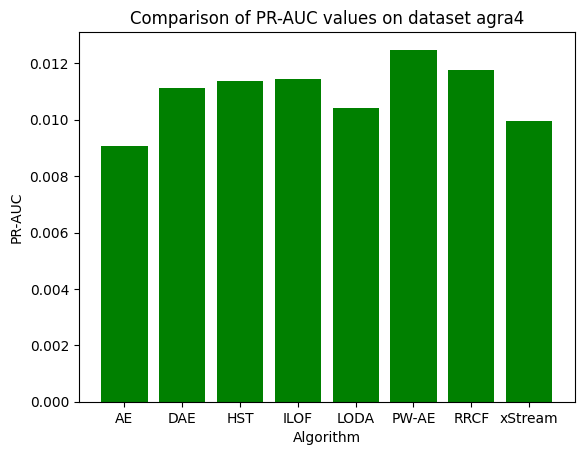 Comparison of PR-AUC values on dataset agra4
PR-AUC
0.012
0.010
0.008
0.006
0.004
0.002
0.000
AE DAE HST ILOF LODA PW-AE RRCF xStream
Algorithm